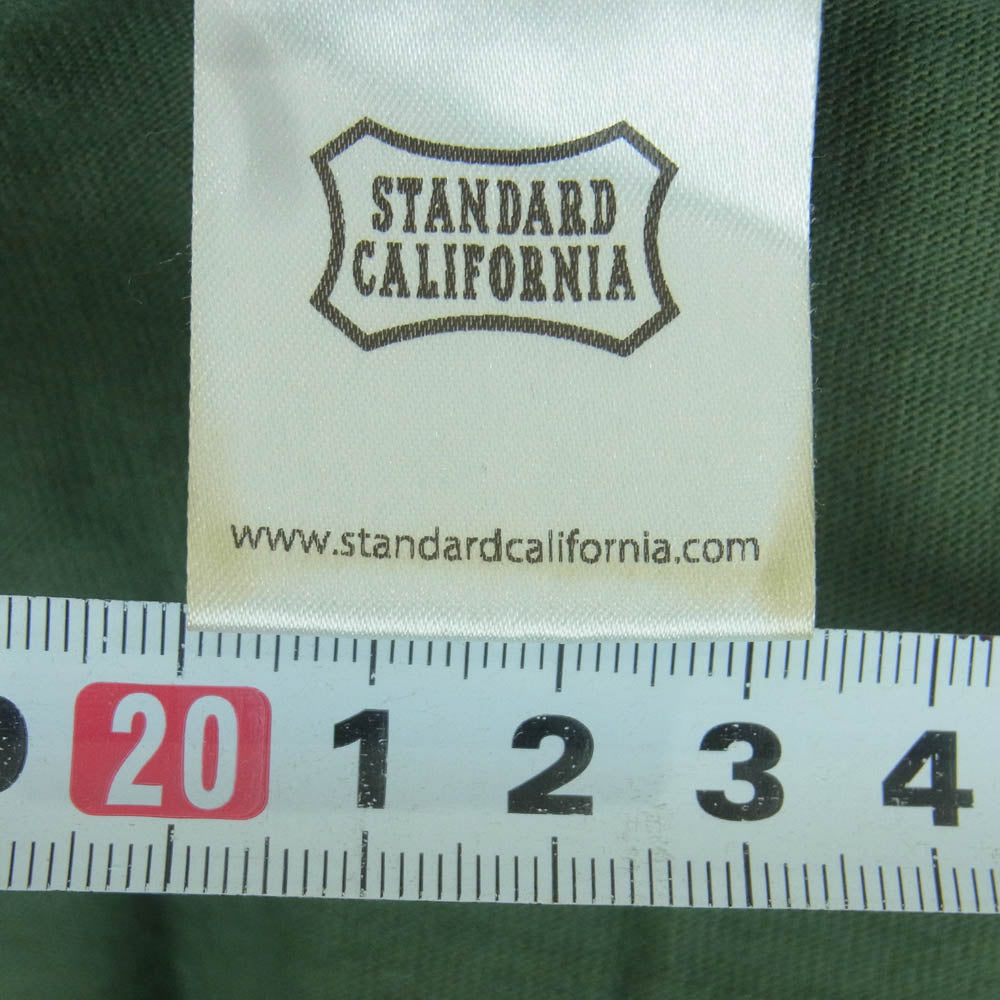 STANDARD
CALIFORNIA
www.standardcalifornia.com
20 1 2 3 4